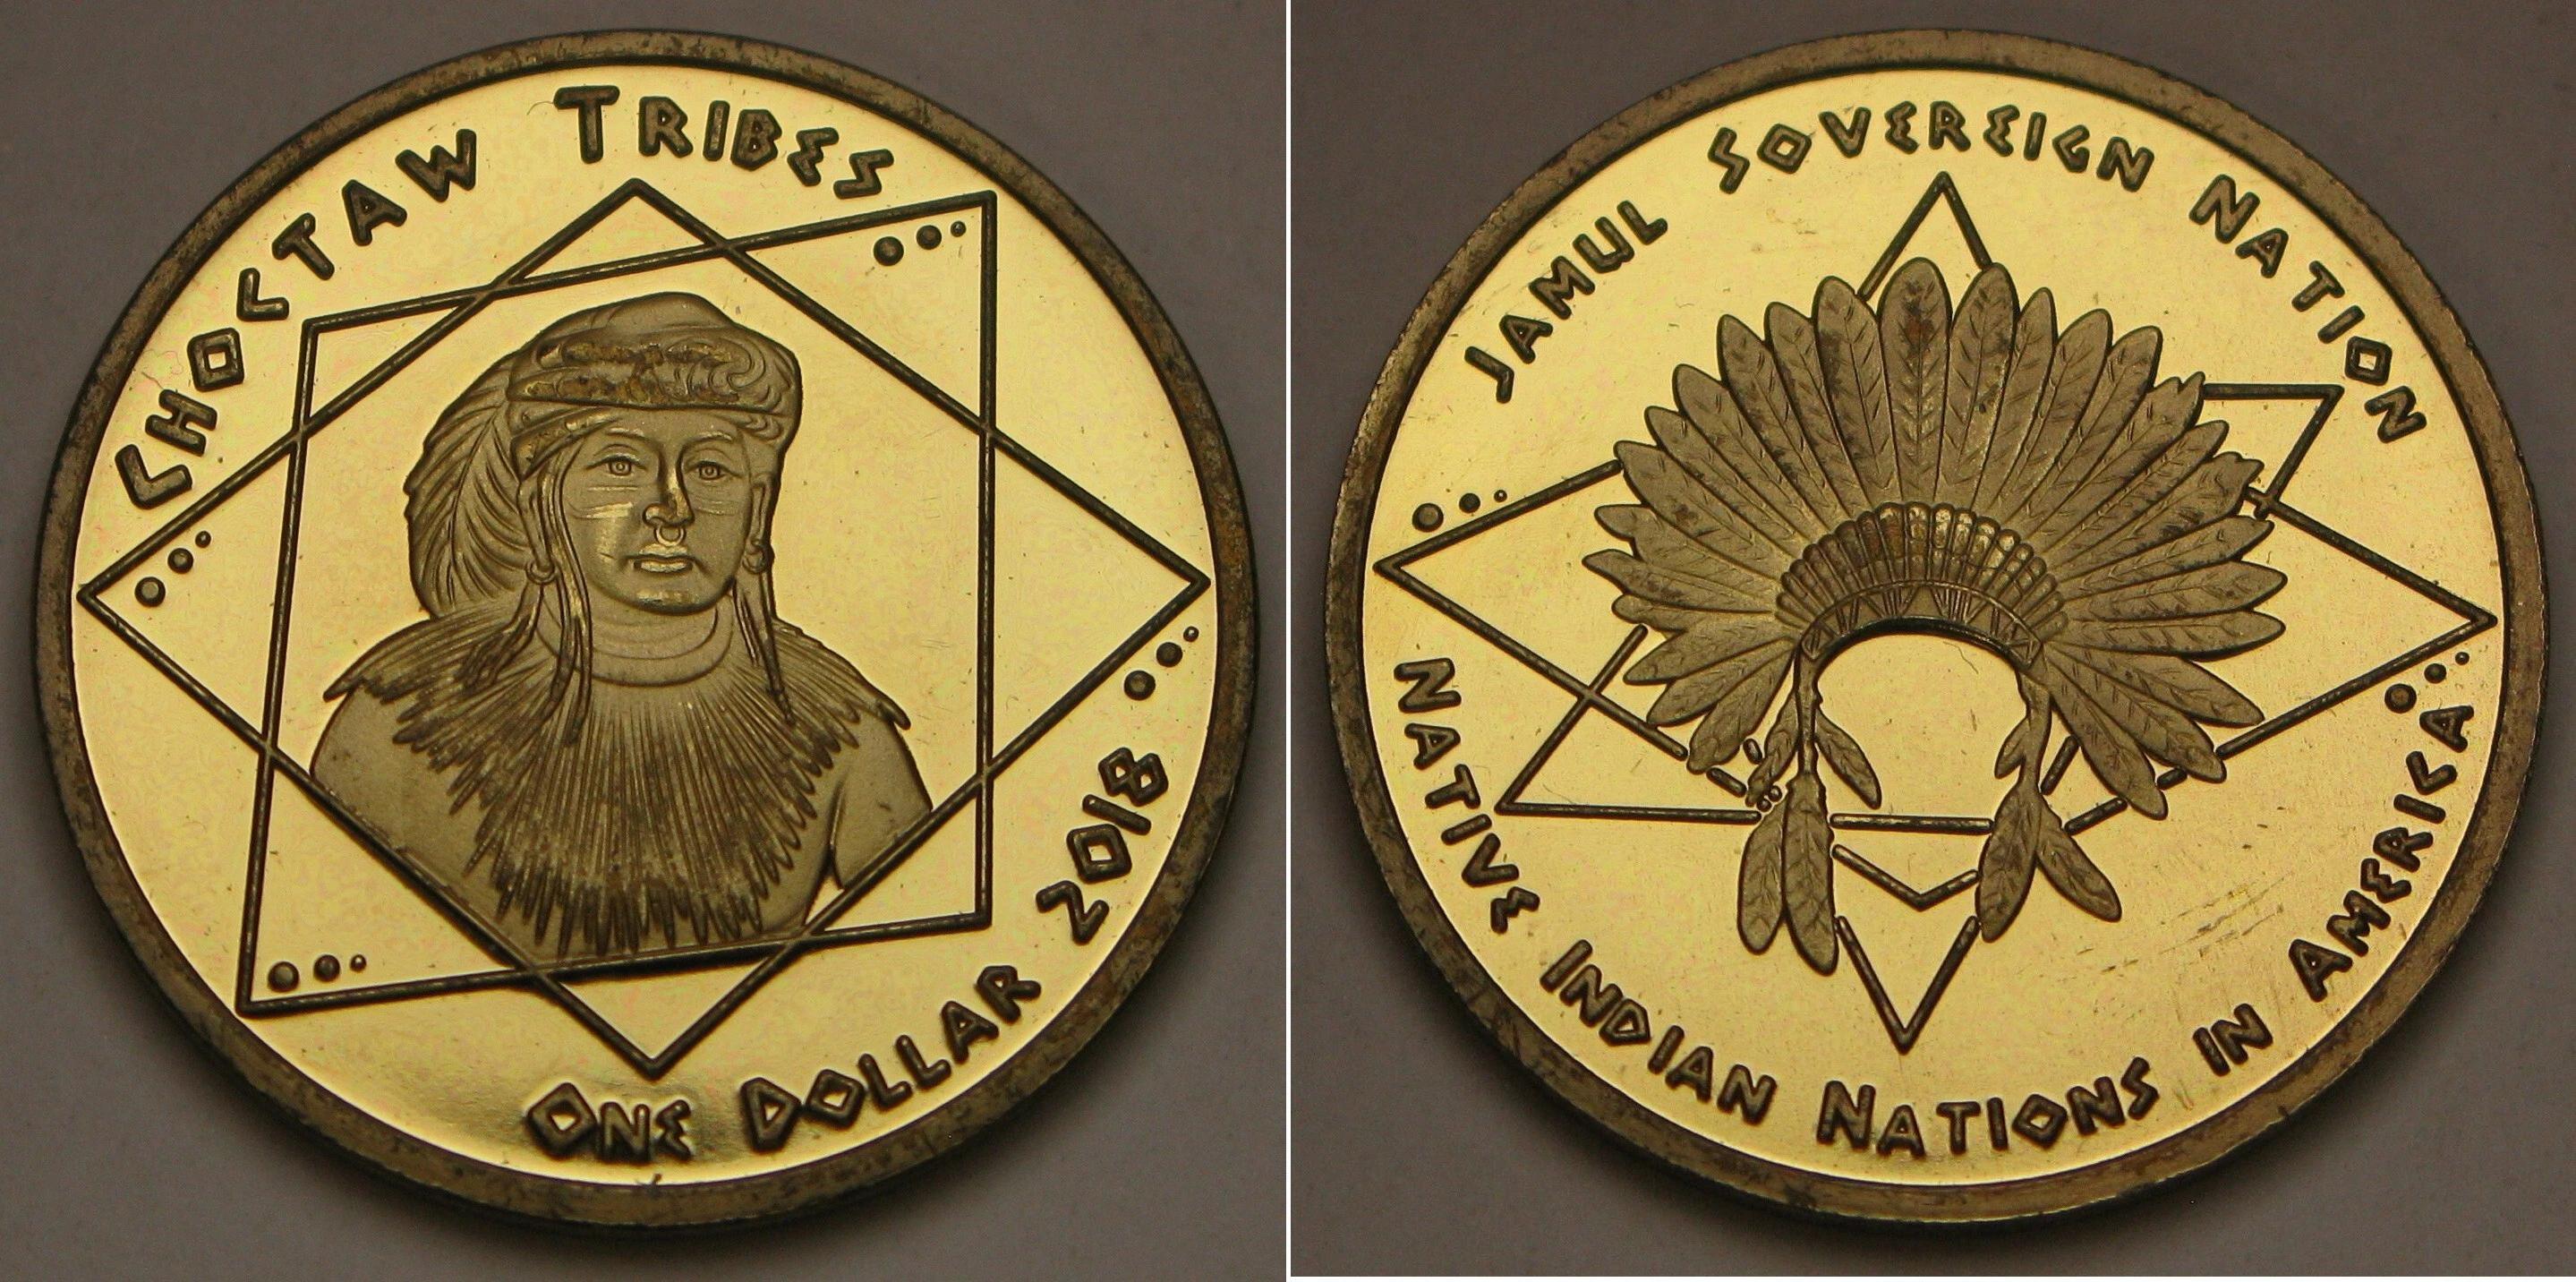 CHOCTAW TRIBES
ONE DOLLAR 2018
JAMUL SOVEREIGN NATION
NATIVE INDIAN NATIONS IN AMERICA